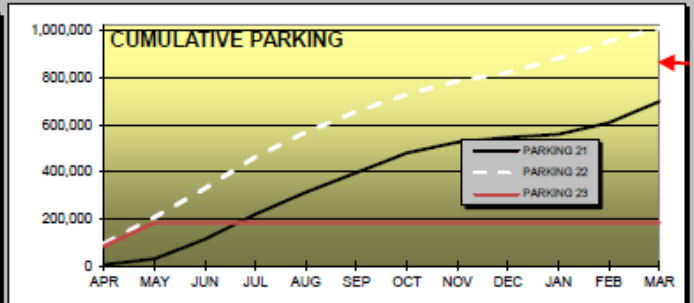 CUMULATIVE PARKING
1,000,000
800,000
600,000
400,000
200,000
0
PARKING 21
PARKING 22
PARKING 23
APR MAY JUN JUL AUG SEP OCT NOV DEC JAN FEB MAR